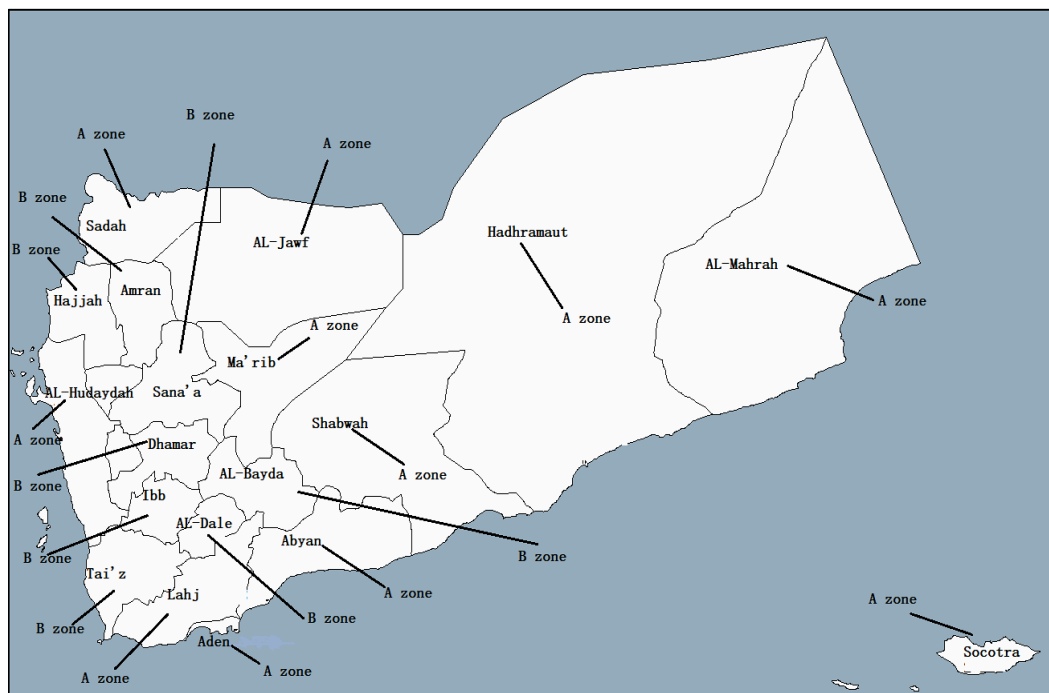 B zone
A zone
A zone
B zone
Sadah
Hadhramaut
AL-Jawf
B zone
AL-Mahrah
Amran
Hajjah
A zone
A zone
A zone
Ma'rib
AL-Hudaydah
Sana'a
Shabwah
A zone
Dhamar
AL-Bayda
A zone
B zone
Ibb
AL-Dale
Abyan
B zone
B zone
Tai'z
Lahj
A zone
A zone
B zone
B zone
Aden
Socotra
A zone
A zone